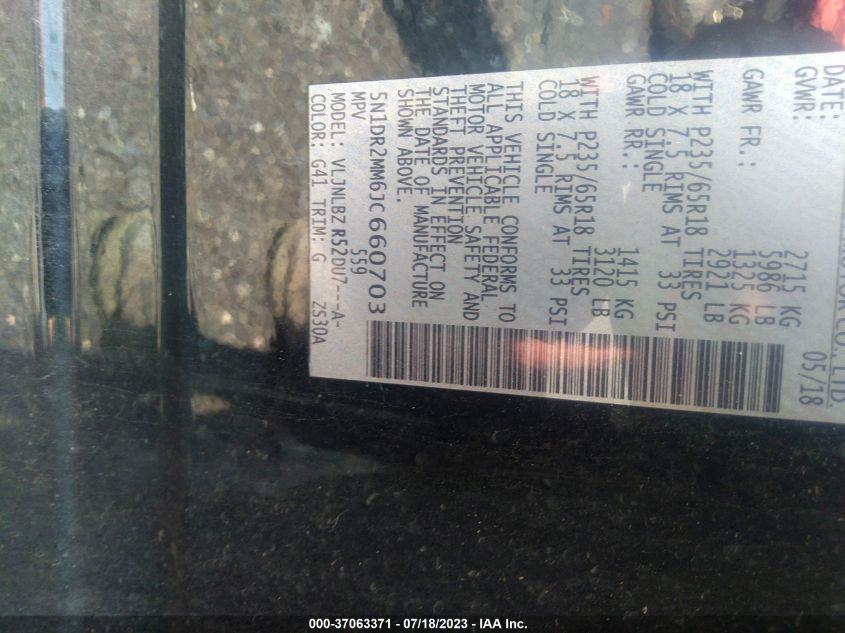 MOTOR CO., LTD
DATE: 05/18
GVWR: 2715 KG
5986 LB
GAWR FR.: 1325 KG
2921 LB
WITH P235/65R18 TIRES
18 X 7.5 RIMS AT 33 PSI
COLD SINGLE
GAWR RR.: 1415 KG
3120 LB
WITH P235/65R18 TIRES
18 X 7.5 RIMS AT 33 PSI
COLD SINGLE
THIS VEHICLE CONFORMS TO
ALL APPLICABLE FEDERAL
MOTOR VEHICLE SAFETY AND
THEFT PREVENTION
STANDARDS IN EFFECT ON
THE DATE OF MANUFACTURE
SHOWN ABOVE.
5N1DR2MM6JC660703
MPV 559
MODEL: VLJNLBZ R52DU7---A-
COLOR: G41 TRIM: G ZS30A
000-37063371 - 07/18/2023 - IAA Inc.